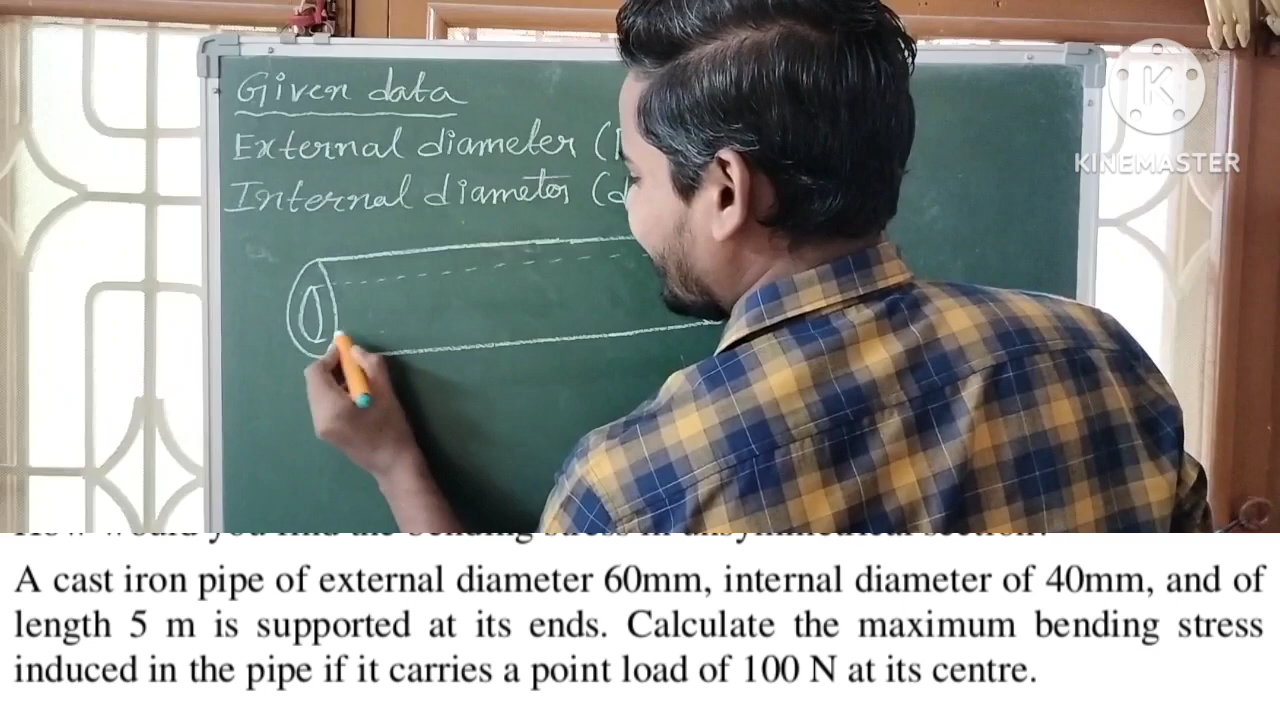 Given data
External diameter (
Internal diameter (d
KINEMASTER
A cast iron pipe of external diameter 60mm, internal diameter of 40mm, and of
length 5 m is supported at its ends. Calculate the maximum bending stress
induced in the pipe if it carries a point load of 100 N at its centre.